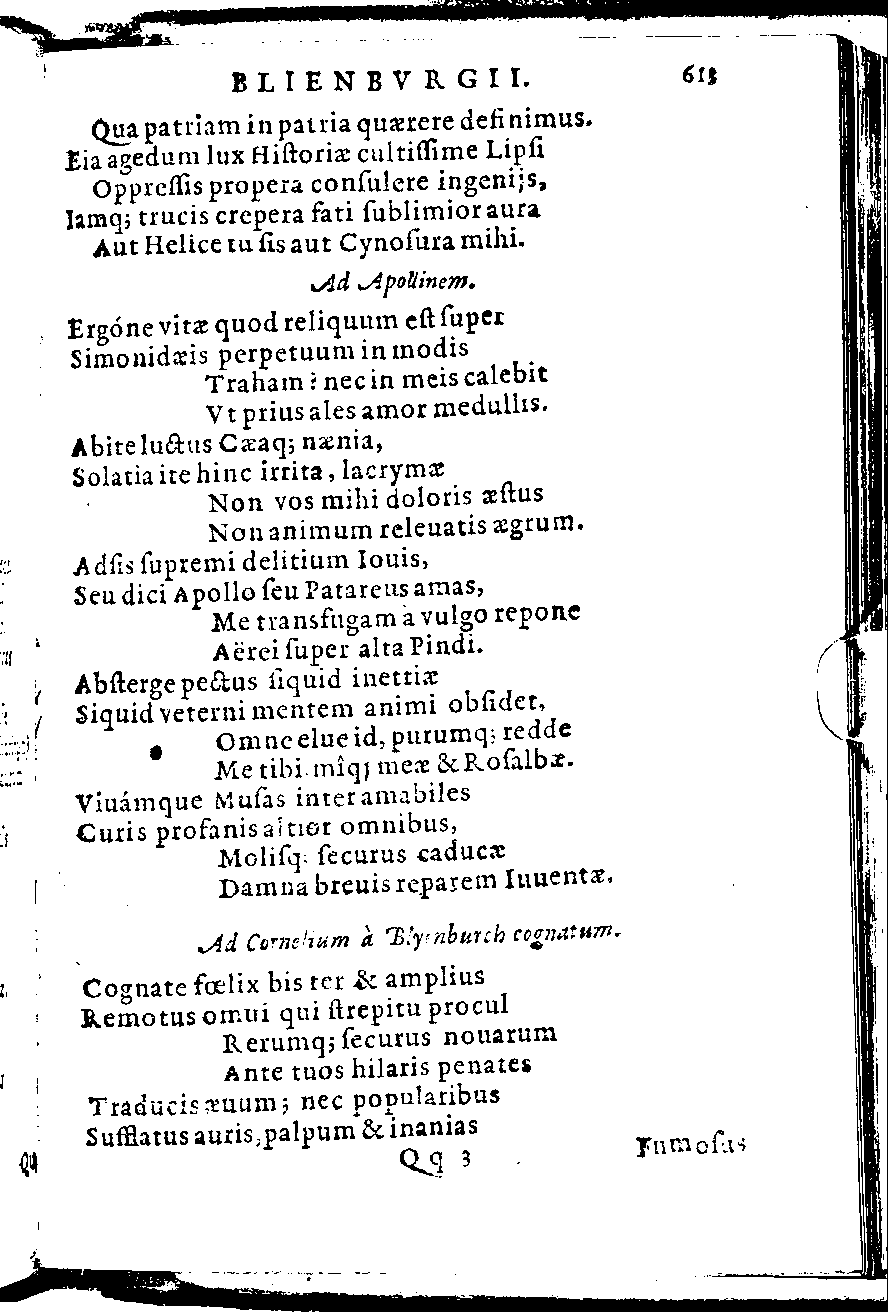 BLIENBVRGII. 613
Qua patriam in patria quærere deſinimus.
Eia agedum lux Hiſtoriæ cultiſſime Lipſi
Oppreſſis propera conſulere ingenijs,
Iamq; trucis crepera fati ſublimior aura
Aut Helice tu ſis aut Cynoſura mihi.
Ad Apollinem.
Ergóne vitæ quod reliquum eſt ſuper
Simonidæis perpetuum in modis
Traham? nec in meis calebit
Vt prius ales amor medullis.
Abite luctus Cæaq; nænia,
Solatia ite hinc irrita, lacrymæ
Non vos mihi doloris æſtus
Non animum releuatis ægrum.
Adſis ſupremi delitium Iouis,
Seu dici Apollo ſeu Patareus amas,
Me transfugam à vulgo repone
Aërei ſuper alta Pindi.
Abſterge pectus ſiquid inertiæ
Siquid veterni mentem animi obſidet,
Omne elue id, purumq; redde
Me tibi. mîq; meæ & Roſalbæ.
Viuámque Muſas inter amabiles
Curis profanis altior omnibus,
Moliſq; ſecurus caducæ
Damna breuis reparem Iuuentæ.
Ad Cornelium à Blyenburch cognatum.
Cognate fœlix bis ter & amplius
Remotus omni qui ſtrepitu procul
Rerumq; ſecurus nouarum
Ante tuos hilaris penates
Traducis æuum; nec popularibus
Sufflatus auris, palpum & inanias
Qq 3 Fumoſas